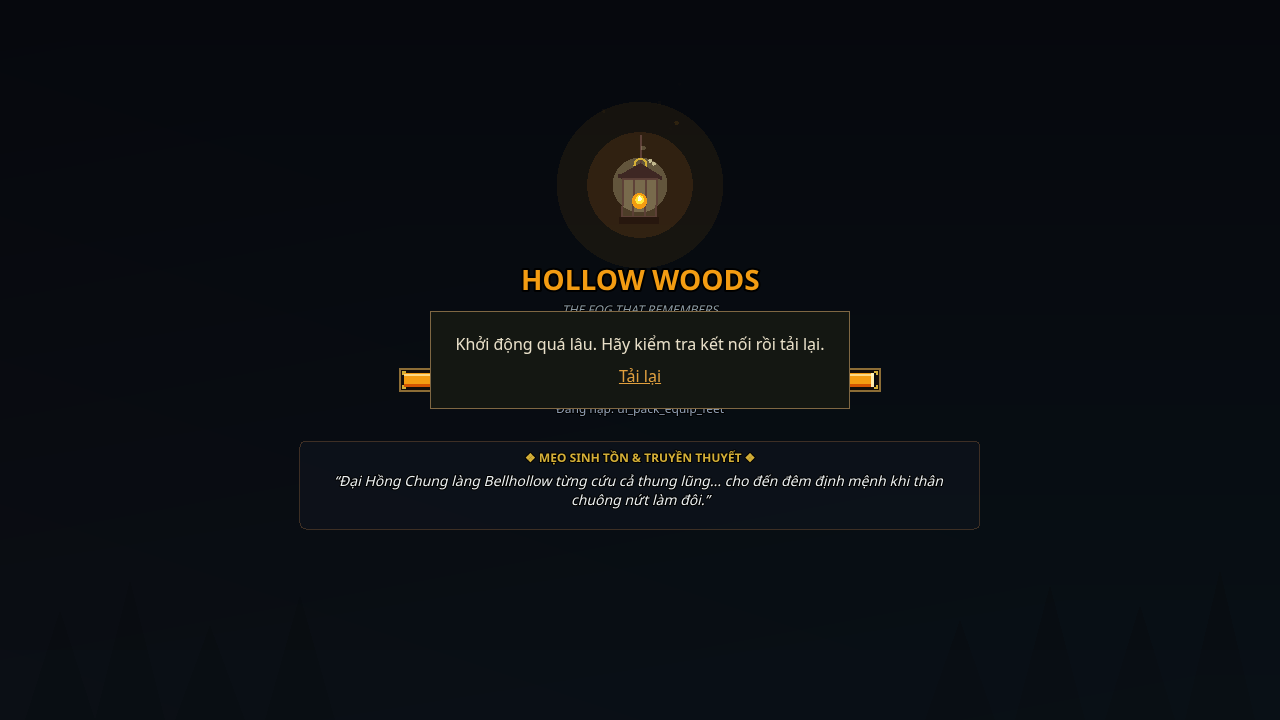 HOLLOW WOODS
THE FOG THAT REMEMBERS
Khởi động quá lâu. Hãy kiểm tra kết nối rồi tải lại.
Tải lại
Đang nạp: di_pack_equip_feet
❖ MẸO SINH TỒN & TRUYỀN THUYẾT ❖
“Đại Hồng Chung làng Bellhollow từng cứu cả thung lũng... cho đến đêm định mệnh khi thân
chuông nứt làm đôi.”